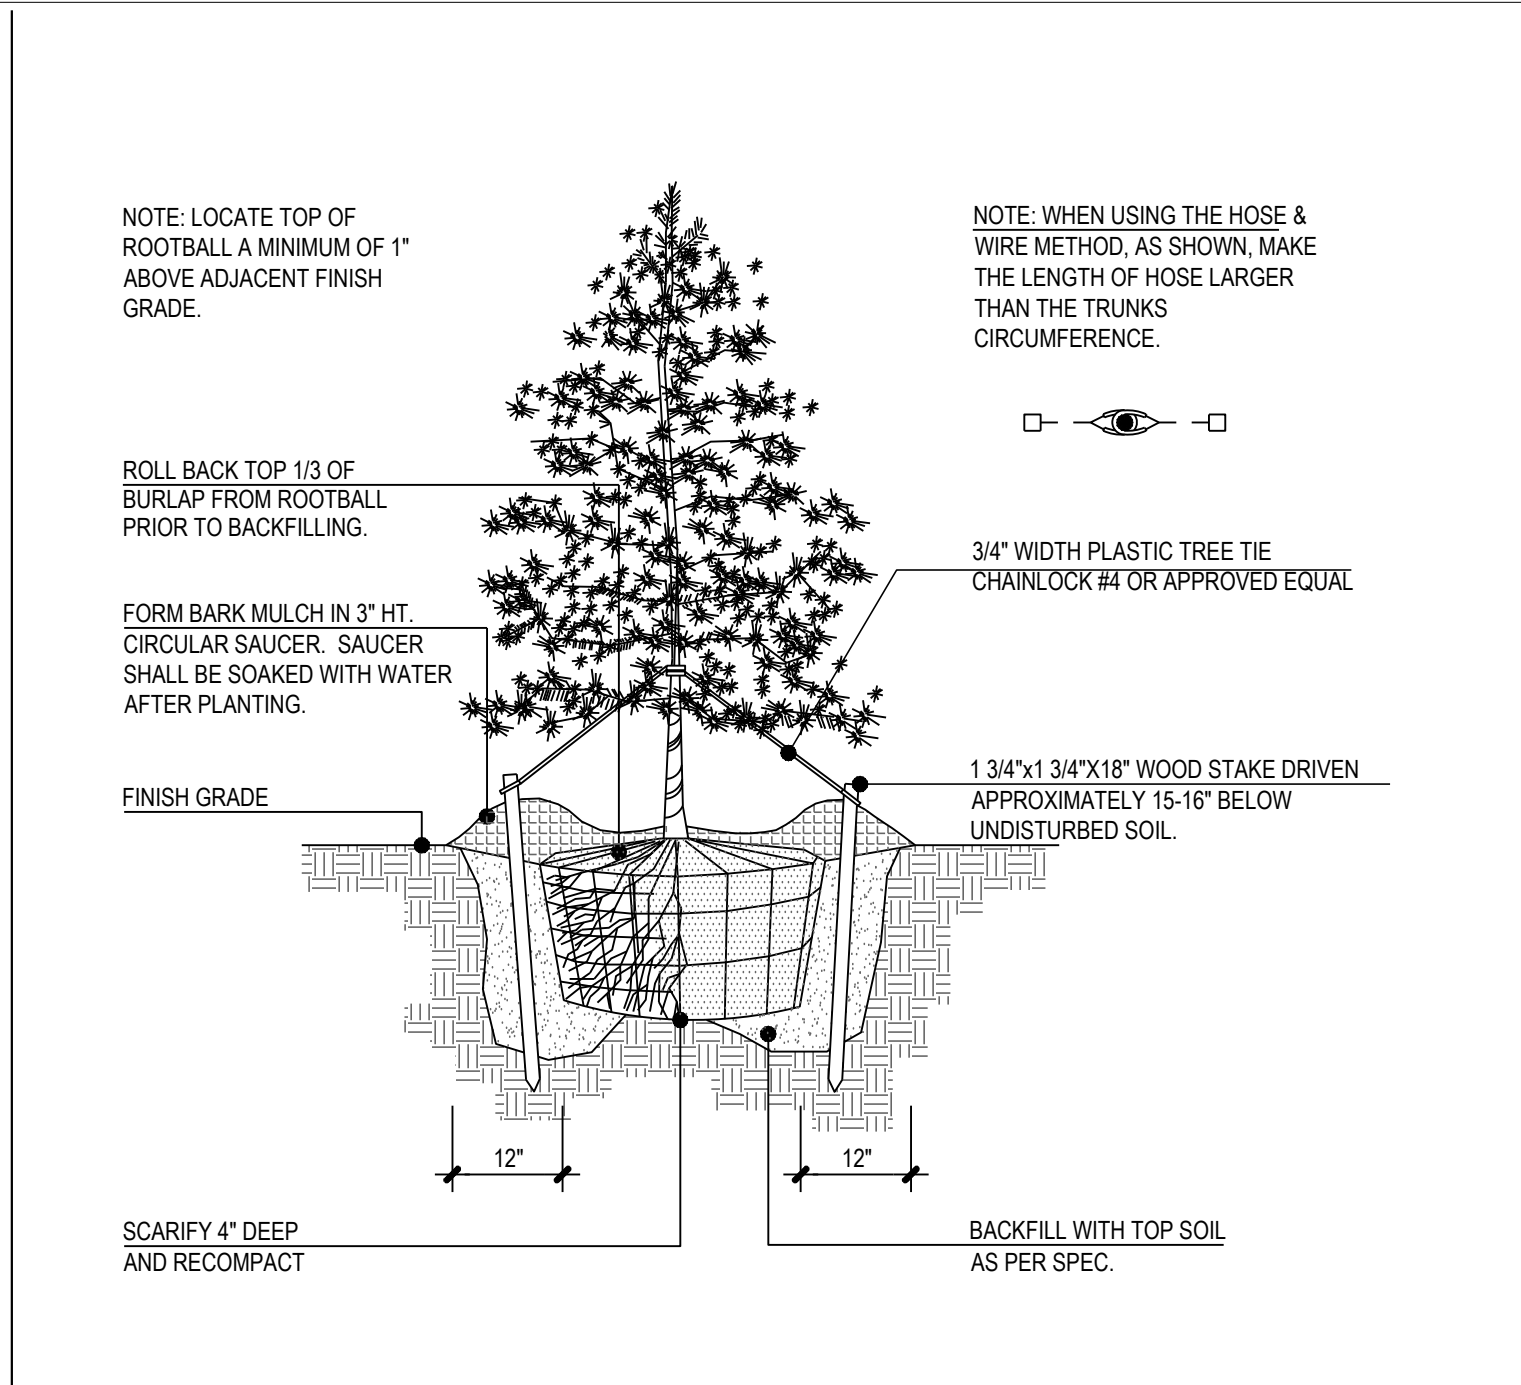 NOTE: LOCATE TOP OF
ROOTBALL A MINIMUM OF 1"
ABOVE ADJACENT FINISH
GRADE.
NOTE: WHEN USING THE HOSE &
WIRE METHOD, AS SHOWN, MAKE
THE LENGTH OF HOSE LARGER
THAN THE TRUNKS
CIRCUMFERENCE.
ROLL BACK TOP 1/3 OF
BURLAP FROM ROOTBALL
PRIOR TO BACKFILLING.
3/4" WIDTH PLASTIC TREE TIE
CHAINLOCK #4 OR APPROVED EQUAL
FORM BARK MULCH IN 3" HT.
CIRCULAR SAUCER.  SAUCER
SHALL BE SOAKED WITH WATER
AFTER PLANTING.
1 3/4"x1 3/4"X18" WOOD STAKE DRIVEN
APPROXIMATELY 15-16" BELOW
UNDISTURBED SOIL.
FINISH GRADE
12"
12"
SCARIFY 4" DEEP
AND RECOMPACT
BACKFILL WITH TOP SOIL
AS PER SPEC.